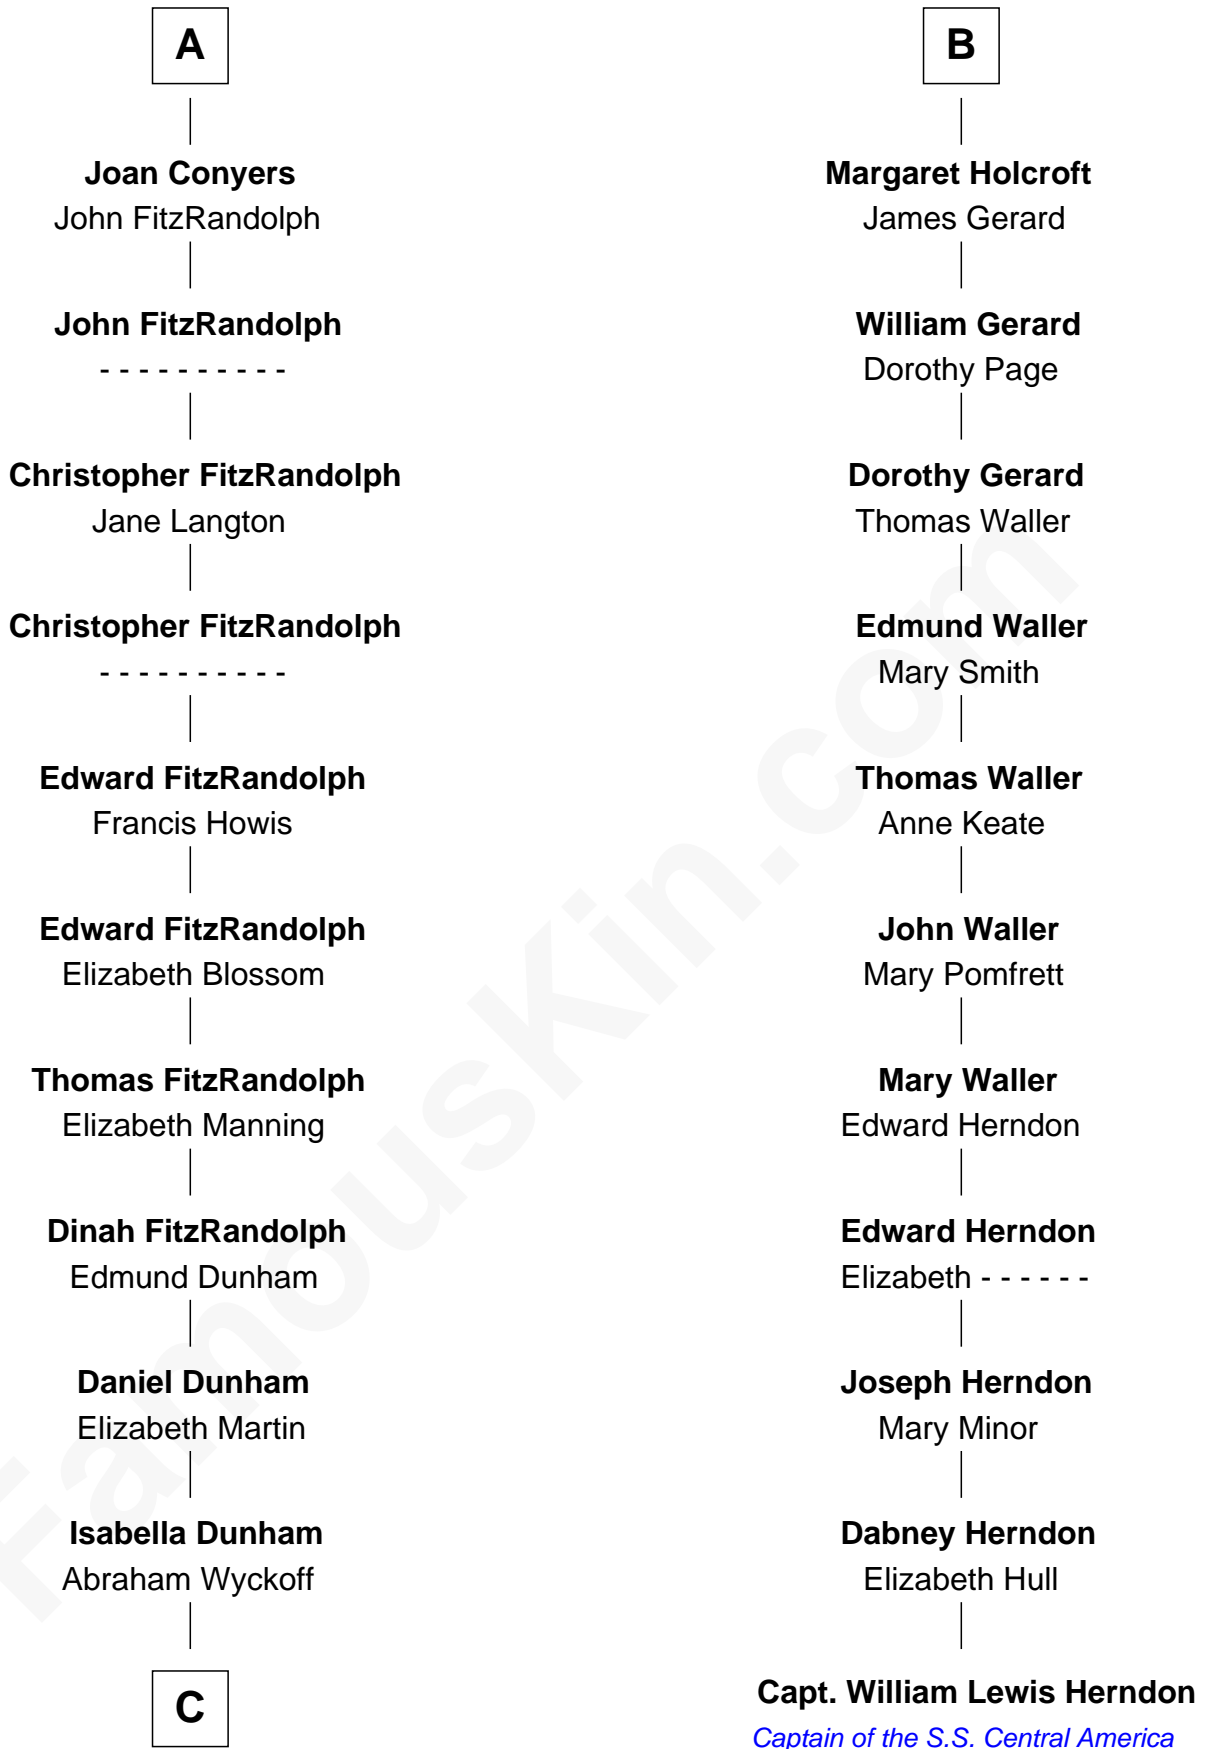 A
Joan Conyers
John FitzRandolph
John FitzRandolph
- - - - - - - - - -
Christopher FitzRandolph
Jane Langton
Christopher FitzRandolph
- - - - - - - - - -
Edward FitzRandolph
Francis Howis
Edward FitzRandolph
Elizabeth Blossom
Thomas FitzRandolph
Elizabeth Manning
Dinah FitzRandolph
Edmund Dunham
Daniel Dunham
Elizabeth Martin
Isabella Dunham
Abraham Wyckoff
C
B
Margaret Holcroft
James Gerard
William Gerard
Dorothy Page
Dorothy Gerard
Thomas Waller
Edmund Waller
Mary Smith
Thomas Waller
Anne Keate
John Waller
Mary Pomfrett
Mary Waller
Edward Herndon
Edward Herndon
Elizabeth - - - - - -
Joseph Herndon
Mary Minor
Dabney Herndon
Elizabeth Hull
Capt. William Lewis Herndon
Captain of the S.S. Central America
FamousKin.com